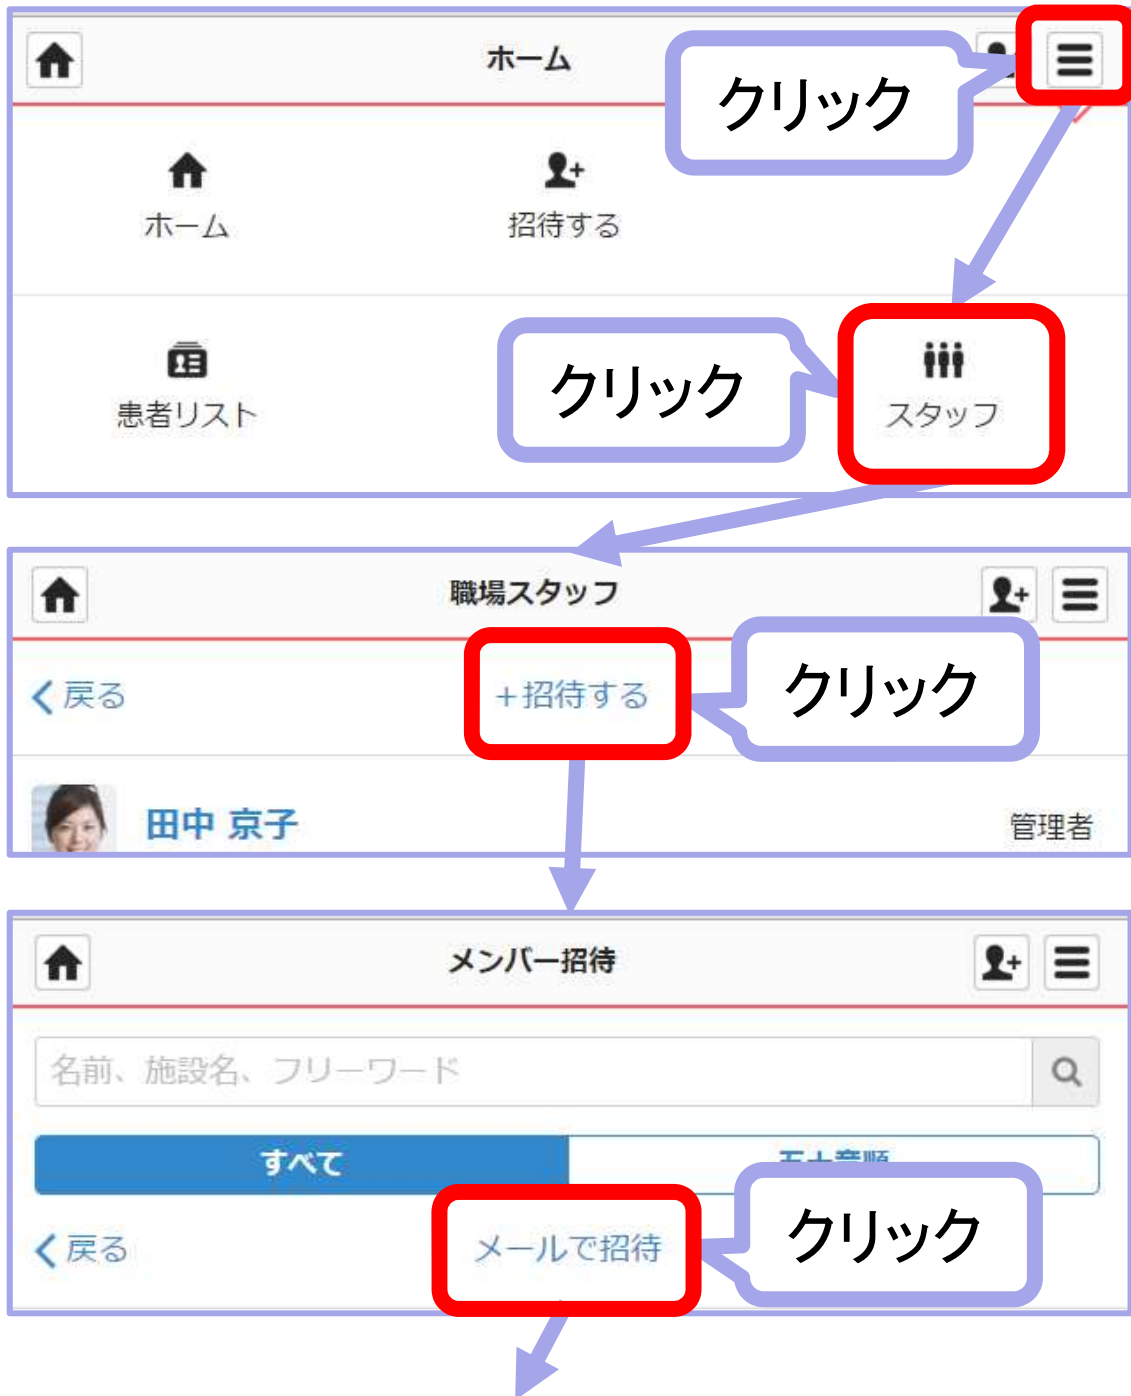 ホーム
クリック
ホーム
招待する
患者リスト
クリック
スタッフ
職場スタッフ
戻る
+招待する
クリック
田中 京子
管理者
メンバー招待
名前、施設名、フリーワード
すべて
戻る
メールで招待
クリック